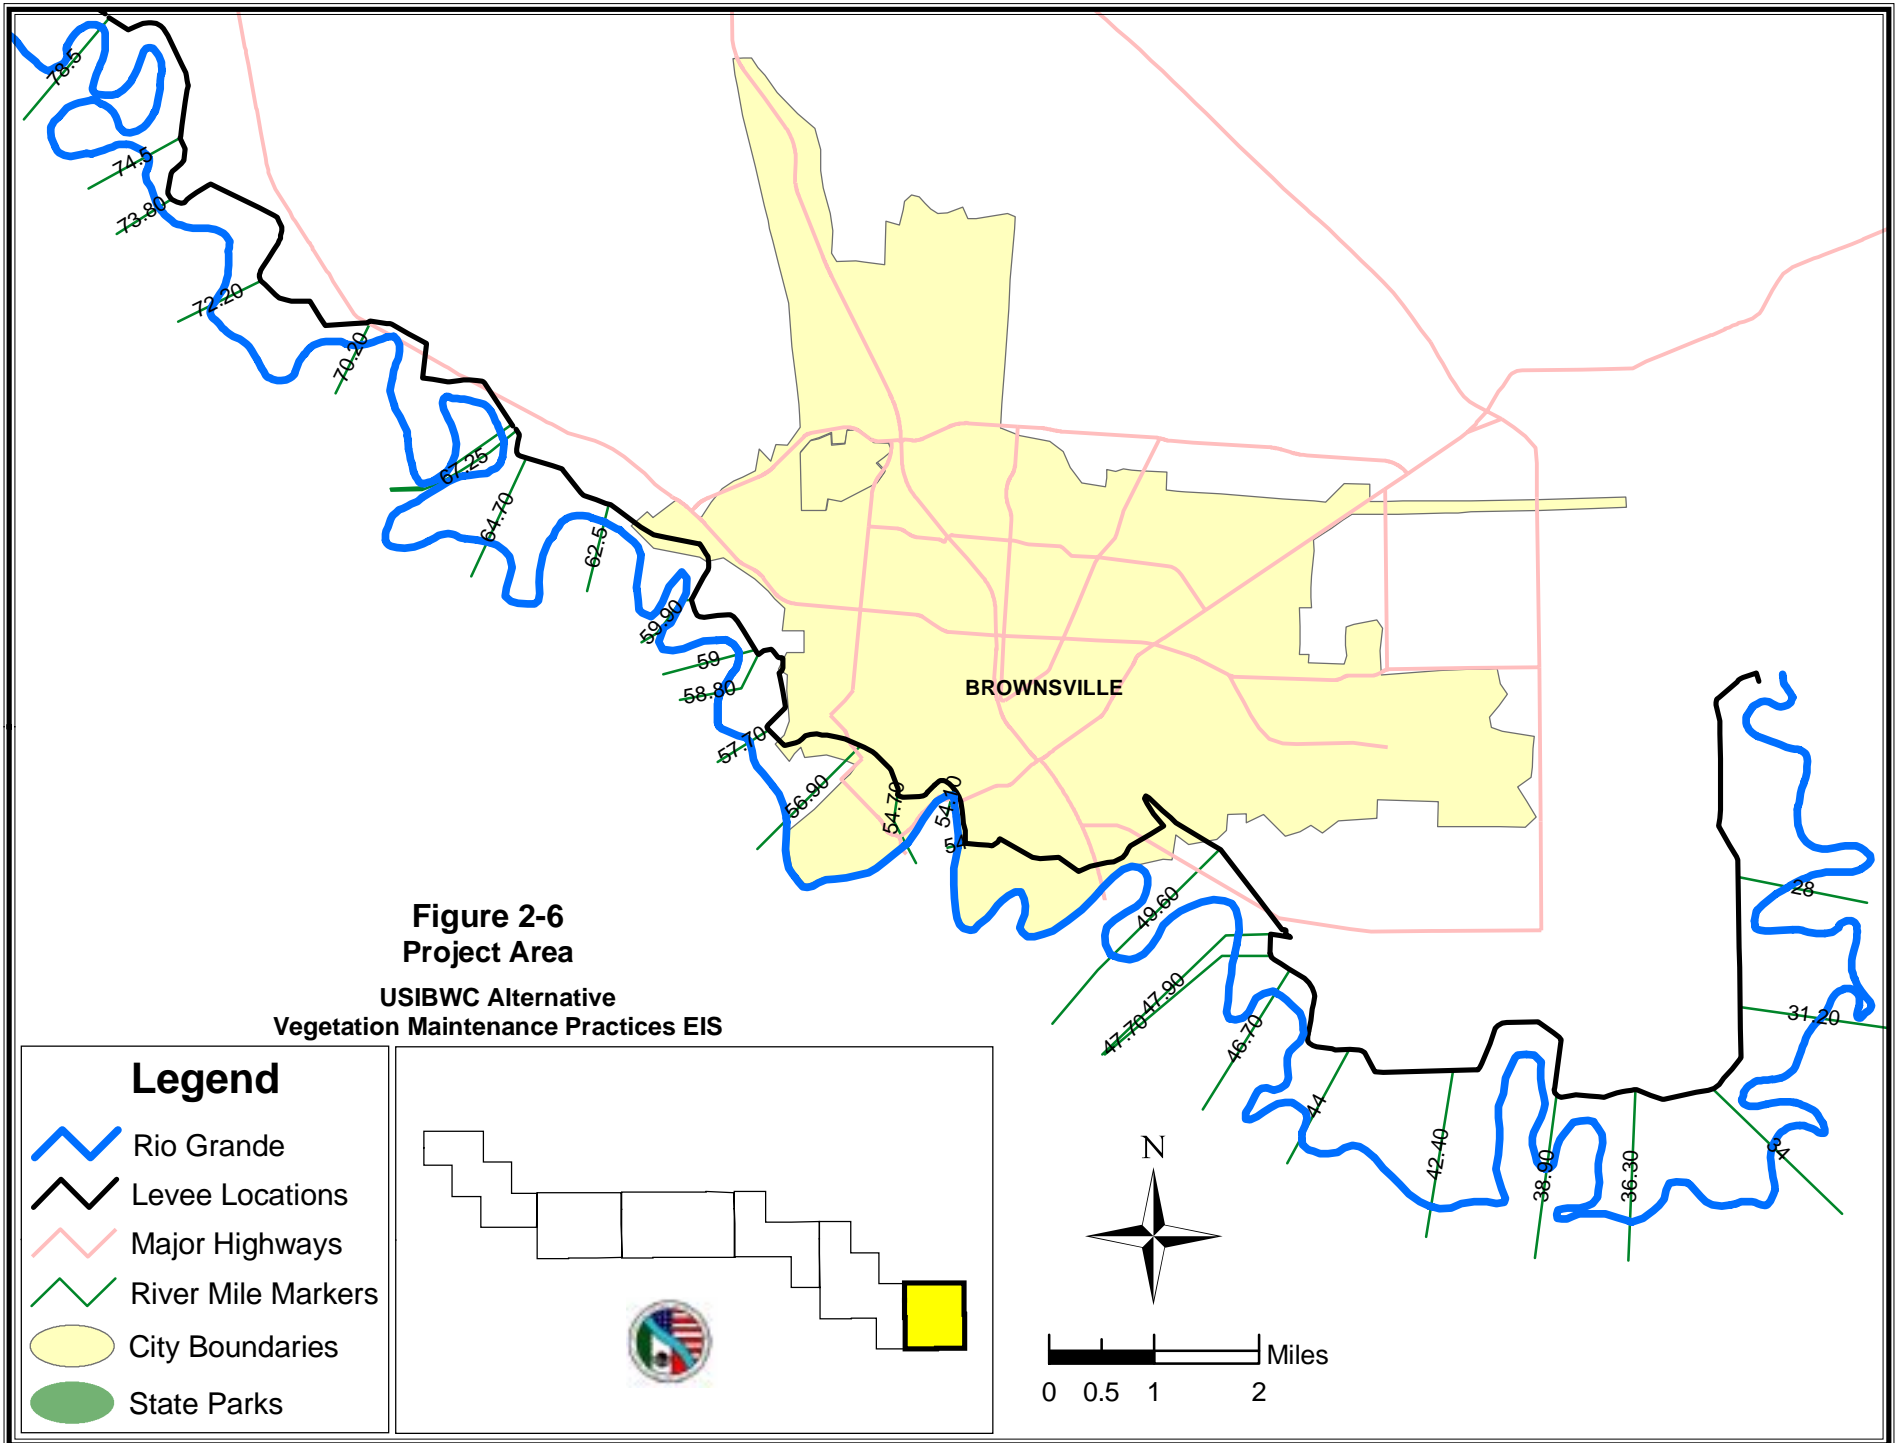 78.5
74.5
73.80
72.20
70.20
67.25
64.70
62.5
59.90
59
58.80
57.70
56.90
54.70
54.10
54
BROWNSVILLE
49.60
47.90
47.70
46.70
44
42.40
38.90
36.30
34
31.20
28
Figure 2-6
Project Area
USIBWC Alternative
Vegetation Maintenance Practices EIS
Legend
Rio Grande
Levee Locations
Major Highways
River Mile Markers
City Boundaries
State Parks
N
Miles
0 0.5 1 2